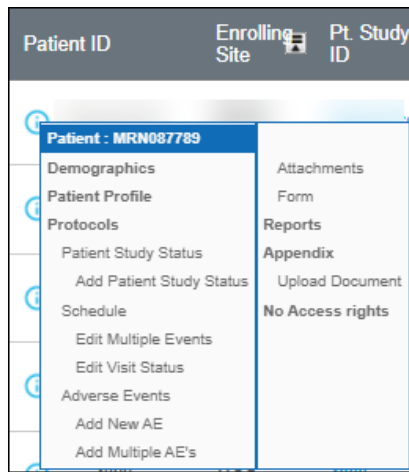 Patient ID
Enrolling
Site
Pt. Study
ID
Patient : MRN087789
Demographics
Patient Profile
Protocols
Patient Study Status
Add Patient Study Status
Schedule
Edit Multiple Events
Edit Visit Status
Adverse Events
Add New AE
Add Multiple AE's
Attachments
Form
Reports
Appendix
Upload Document
No Access rights